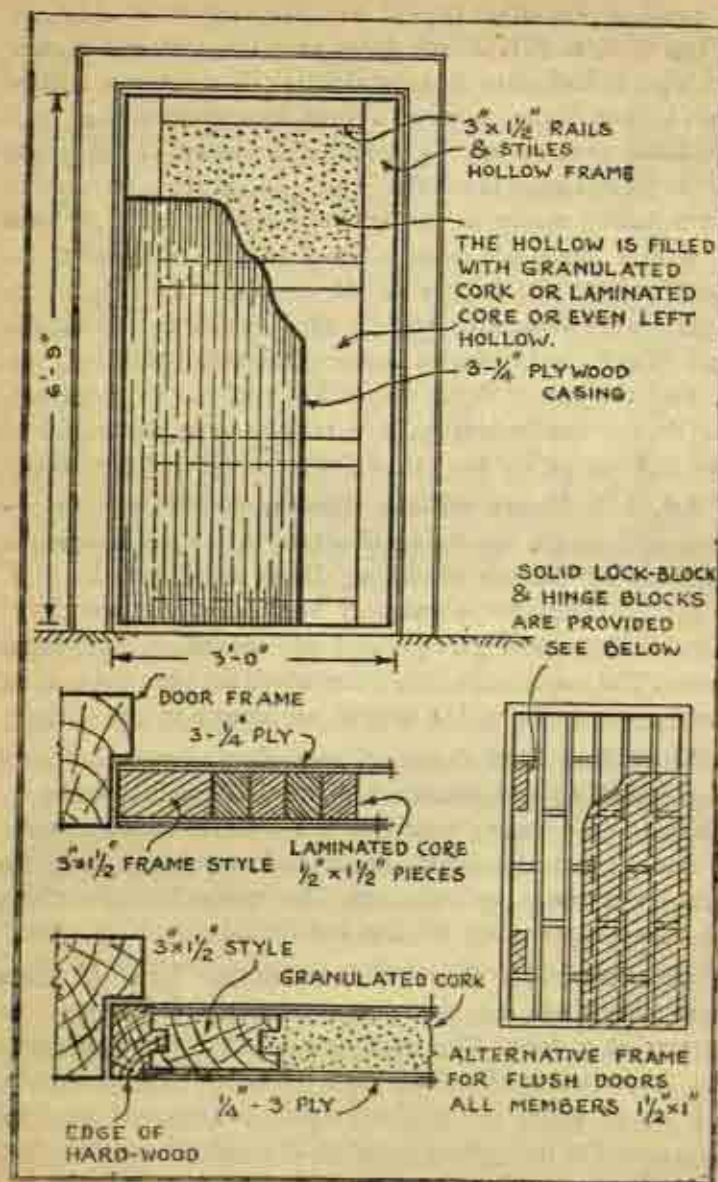 3" x 1½" RAILS
& STILES
HOLLOW FRAME
THE HOLLOW IS FILLED
WITH GRANULATED
CORK OR LAMINATED
CORE OR EVEN LEFT
HOLLOW.
3-¼" PLYWOOD
CASING
6'-9"
3'-0"
SOLID LOCK-BLOCK
& HINGE BLOCKS
ARE PROVIDED
SEE BELOW
DOOR FRAME
3-¼" PLY
3"x1½" FRAME STYLE
LAMINATED CORE
½" x 1½" PIECES
3"x1½" STYLE
GRANULATED CORK
¼"-3 PLY
EDGE OF
HARD-WOOD
ALTERNATIVE FRAME
FOR FLUSH DOORS
ALL MEMBERS 1½"x1"